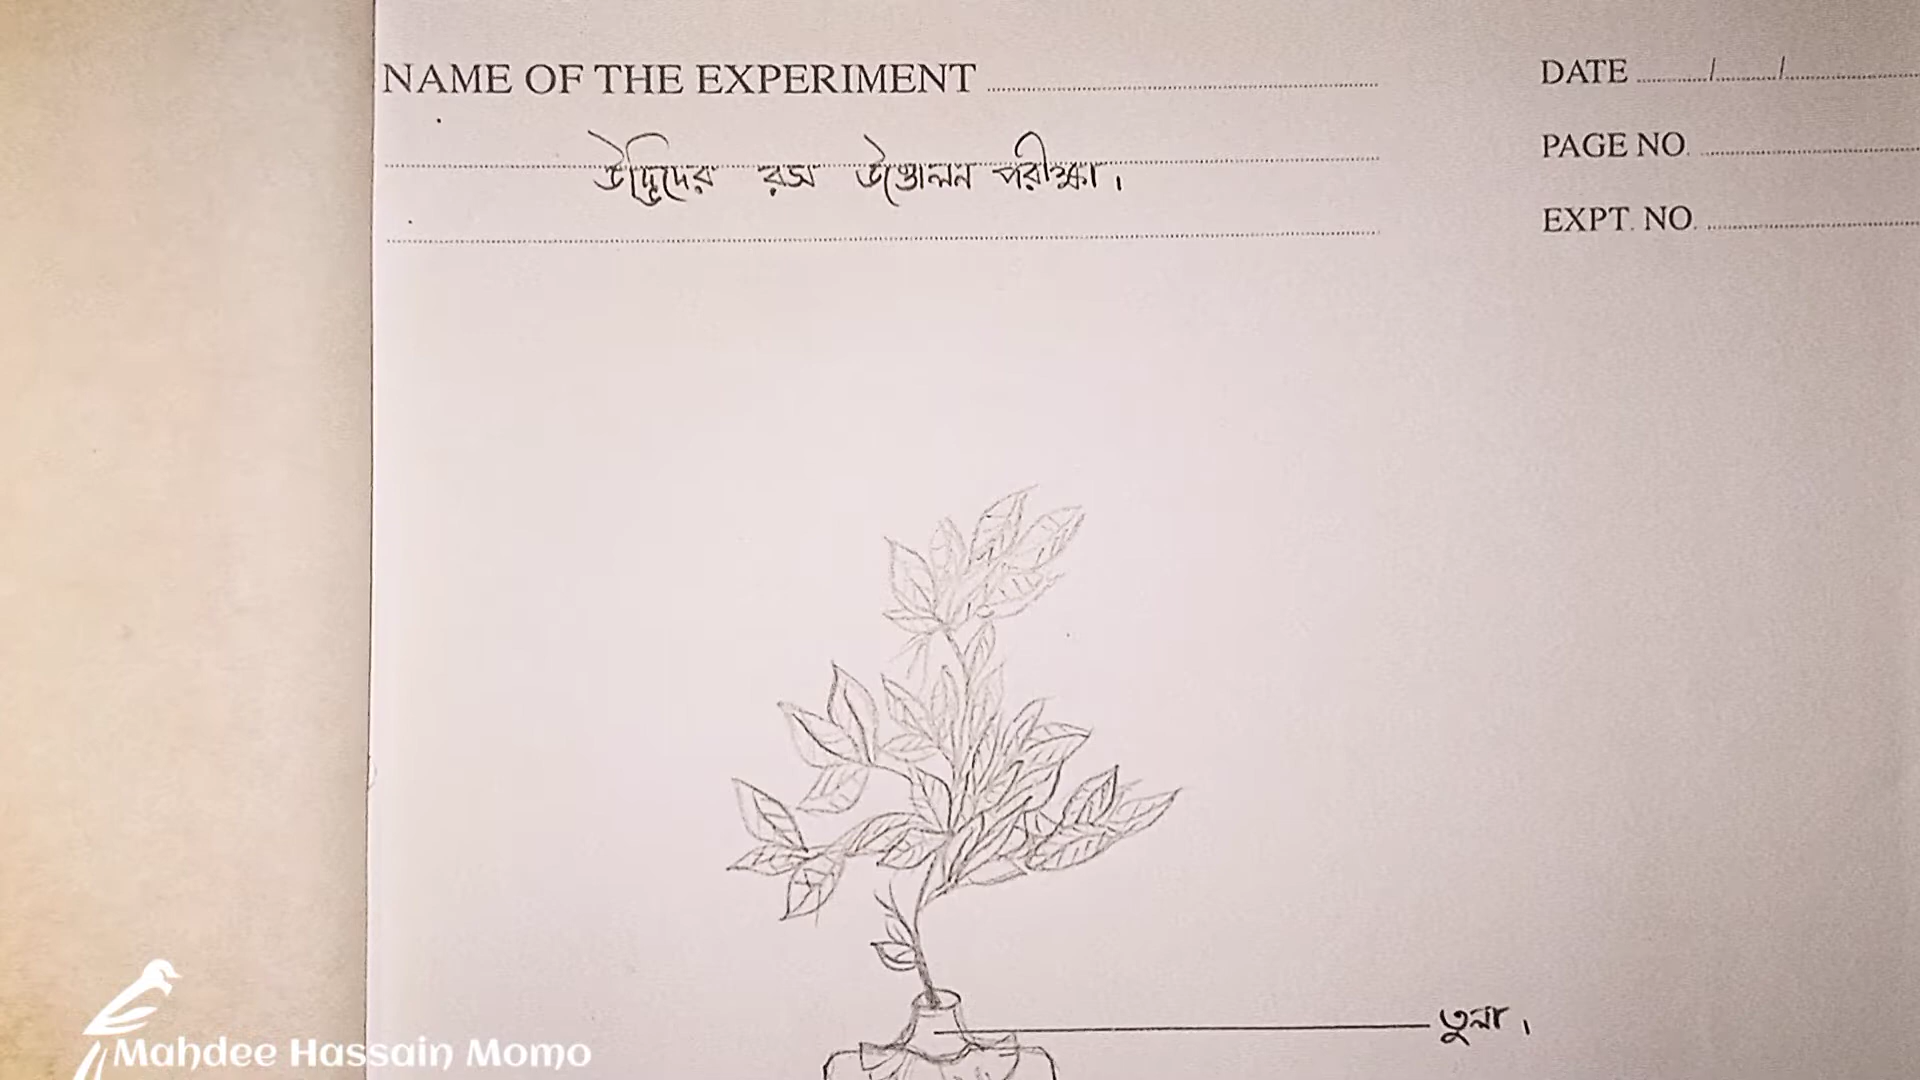 NAME OF THE EXPERIMENT
উদ্ভিদের রস উত্তোলন পরীক্ষা।
DATE / /
PAGE NO.
EXPT. NO.
তুলা।
Mahdee Hassain Momo